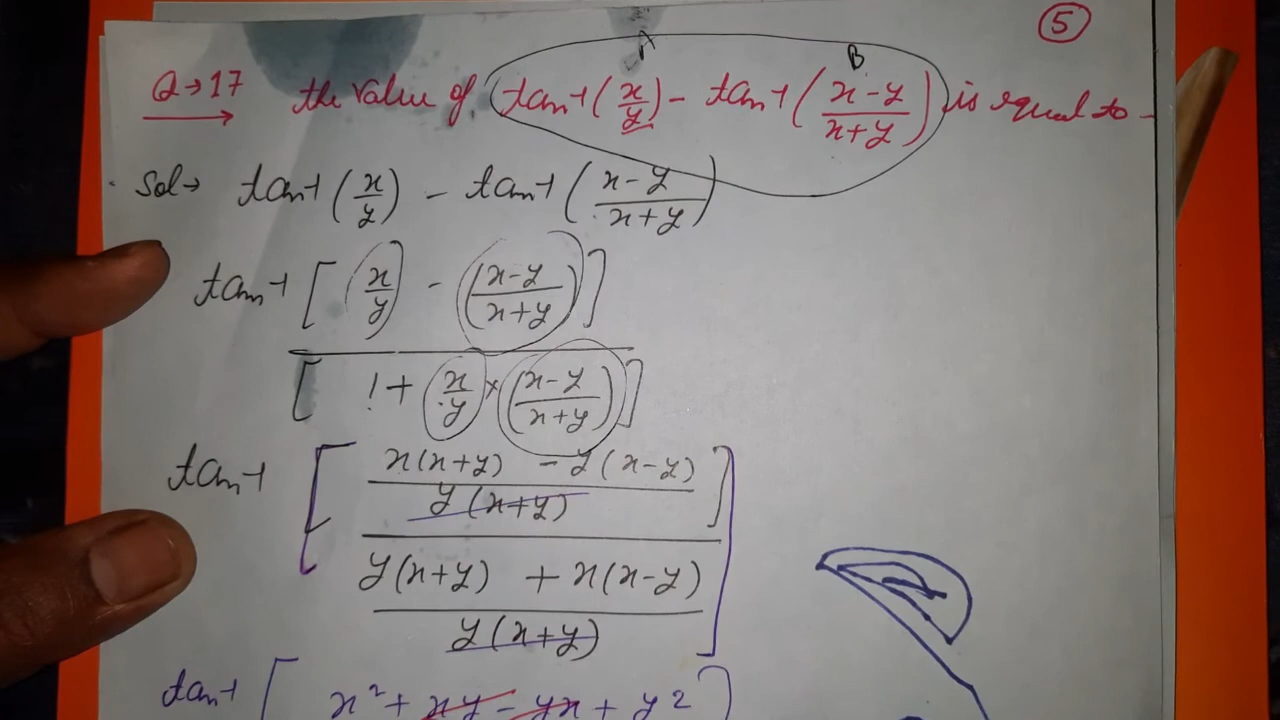 5
A B
Q→17 the value of tan⁻¹(x/y) - tan⁻¹((x-y)/(x+y)) is equal to -
Sol→ tan⁻¹(x/y) - tan⁻¹((x-y)/(x+y))
tan⁻¹ [(x/y) - ((x-y)/(x+y))]
[1 + (x/y) × ((x-y)/(x+y))]
tan⁻¹ [ x(x+y) - y(x-y)
y(x+y) ]
y(x+y) + x(x-y)
y(x+y)
tan⁻¹ [ x² + xy - yx + y² ]